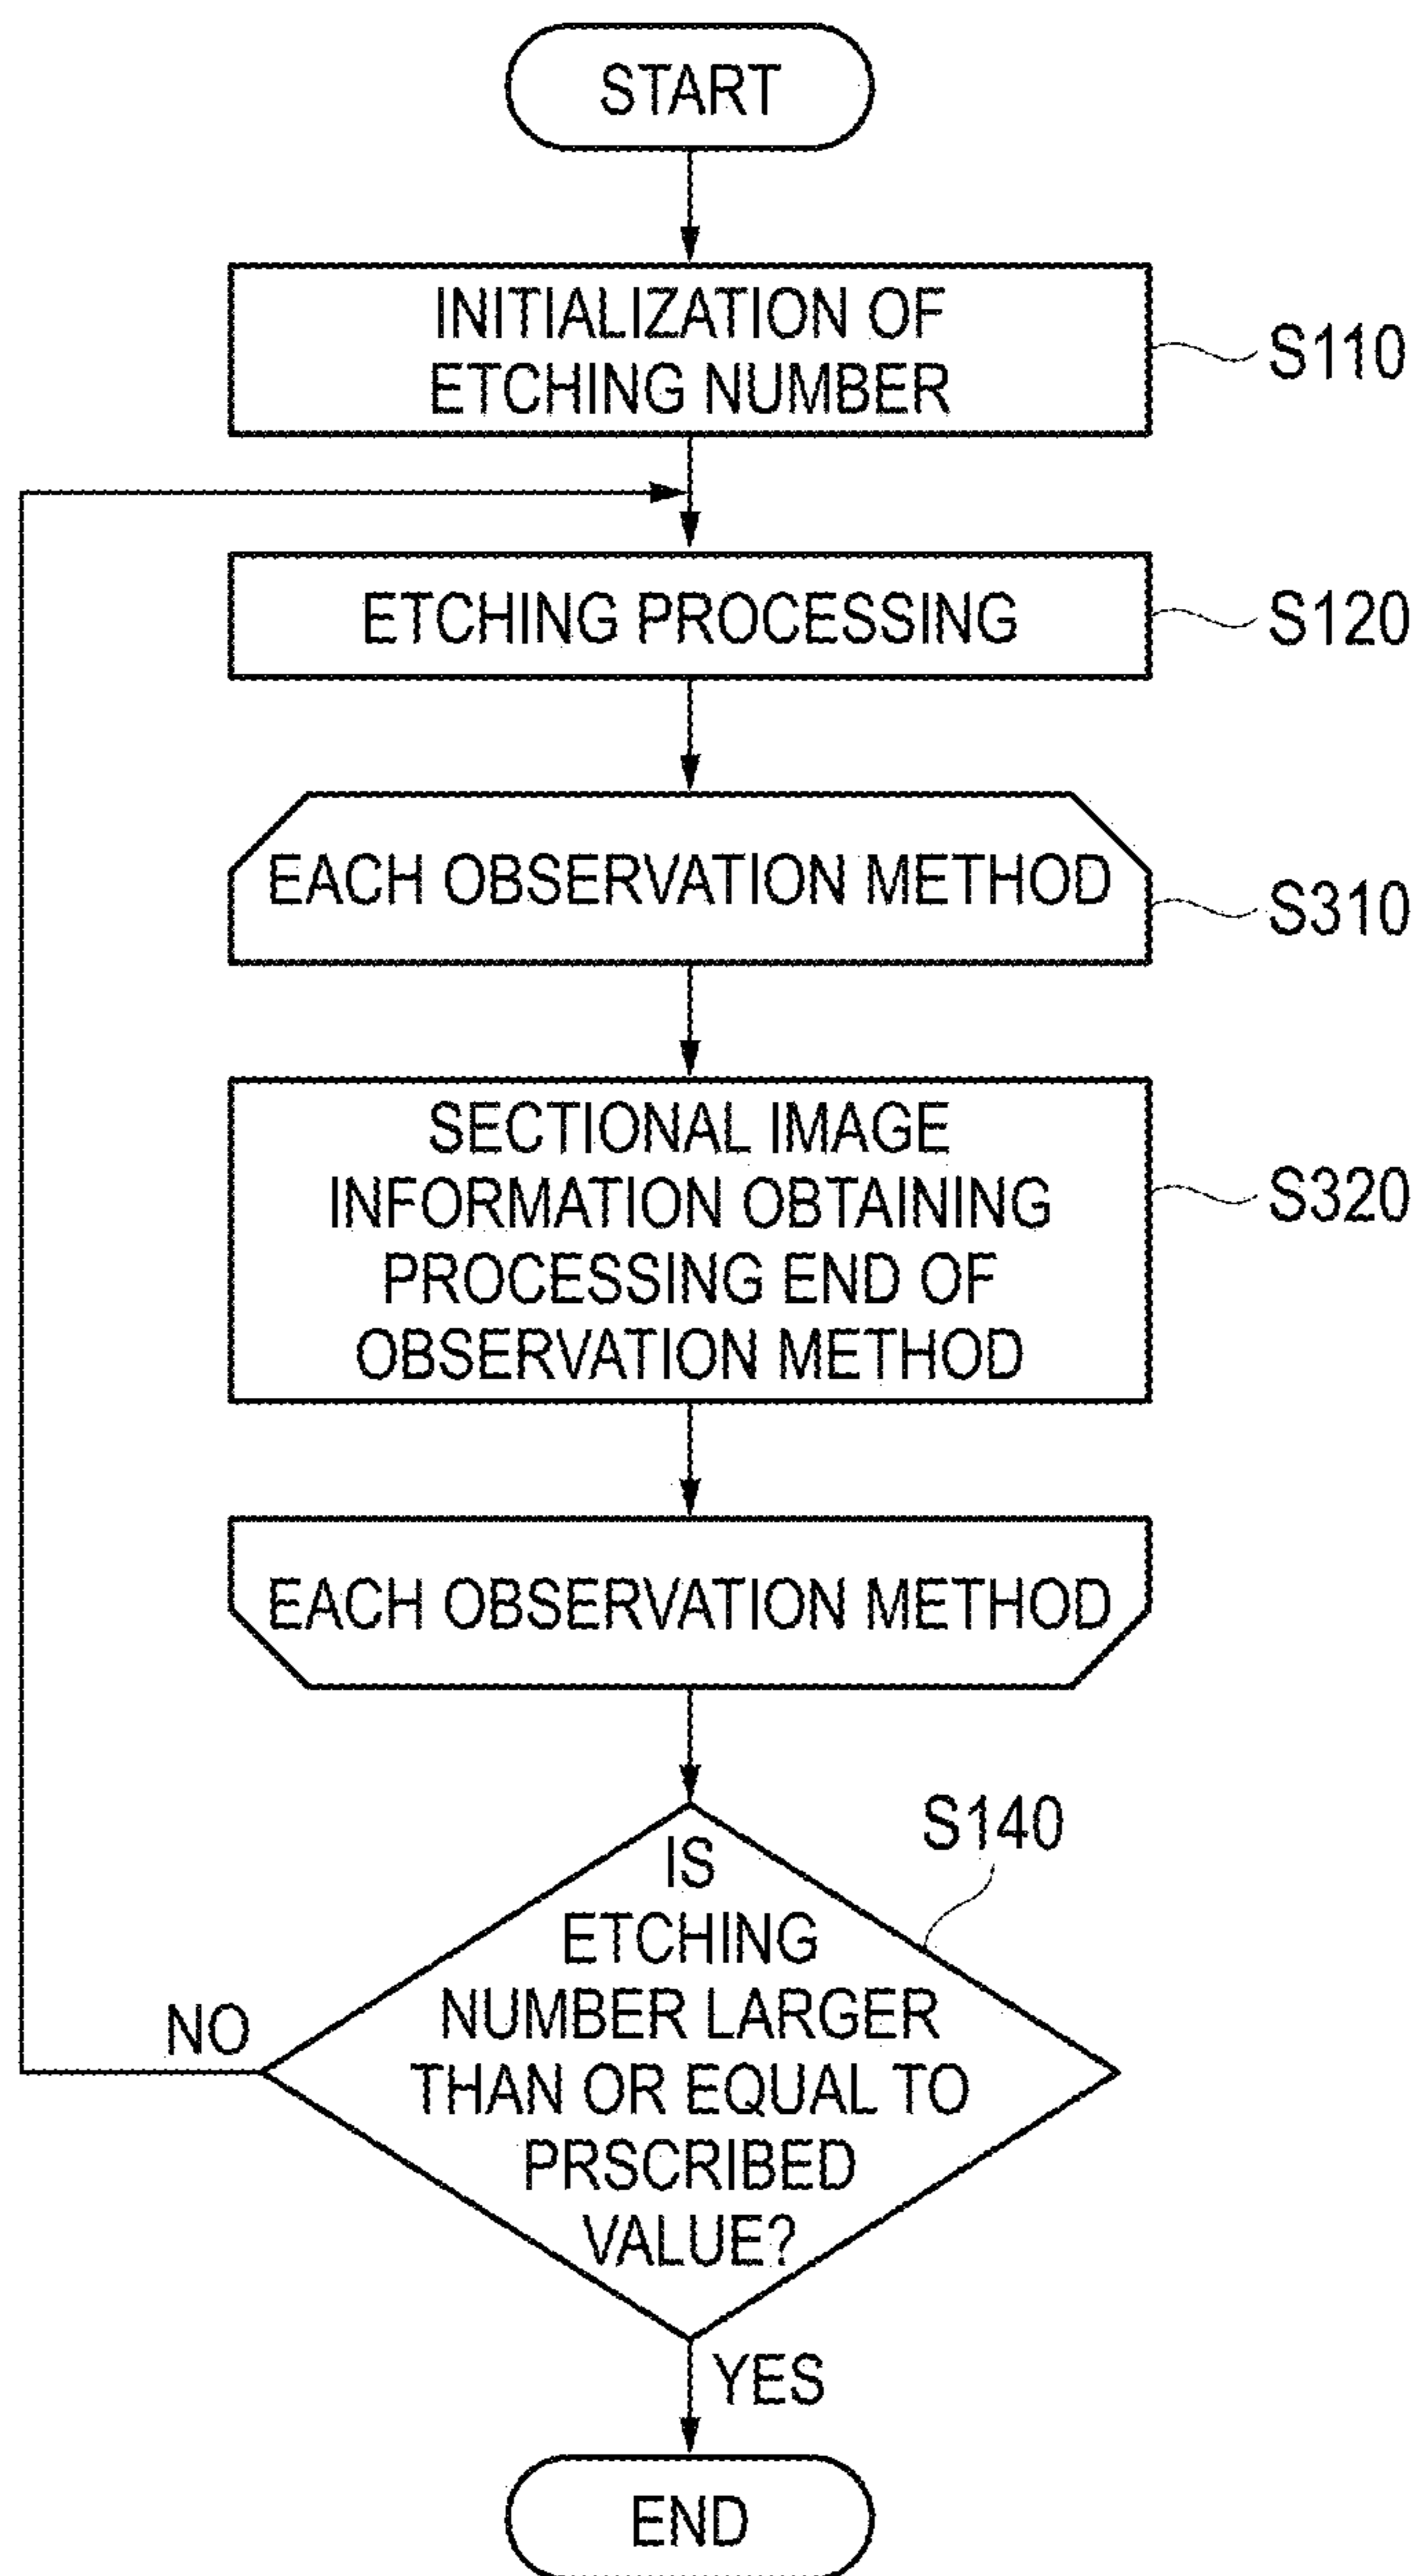 START
INITIALIZATION OF
ETCHING NUMBER
S110
ETCHING PROCESSING
S120
EACH OBSERVATION METHOD
S310
SECTIONAL IMAGE
INFORMATION OBTAINING
PROCESSING END OF
OBSERVATION METHOD
S320
EACH OBSERVATION METHOD
S140
IS
ETCHING
NUMBER LARGER
THAN OR EQUAL TO
PRSCRIBED
VALUE?
NO
YES
END